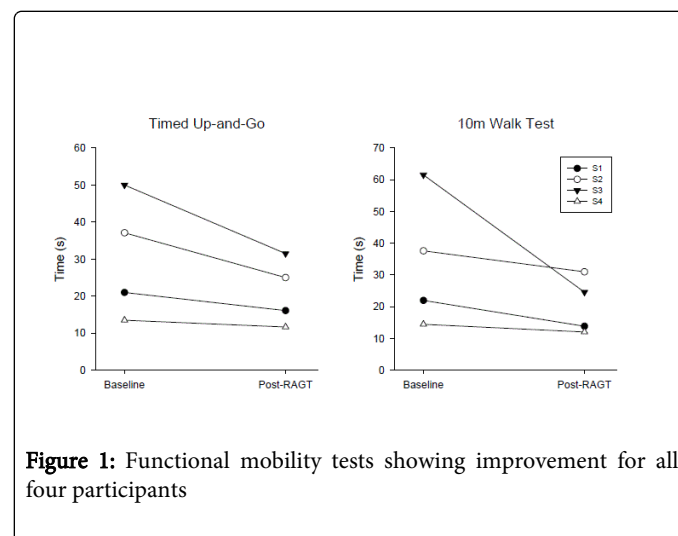 Timed Up-and-Go
60
50
40
30
20
10
0
Time (s)
Baseline
Post-RAGT
10m Walk Test
70
60
50
40
30
20
10
0
Time (s)
S1
S2
S3
S4
Baseline
Post-RAGT
Figure 1: Functional mobility tests showing improvement for all
four participants